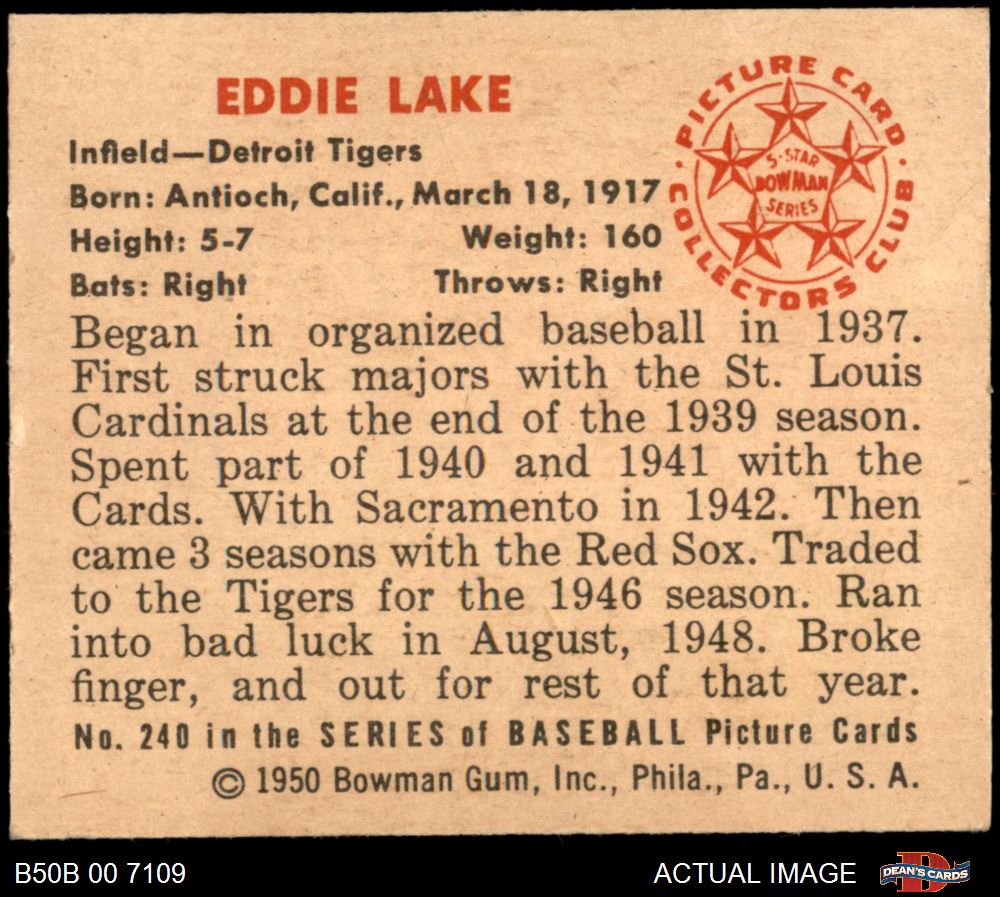 EDDIE LAKE
Infield—Detroit Tigers
Born: Antioch, Calif., March 18, 1917
Height: 5-7 Weight: 160
Bats: Right Throws: Right
PICTURE CARD
COLLECTORS CLUB
5-STAR
BOWMAN
SERIES
Began in organized baseball in 1937.
First struck majors with the St. Louis
Cardinals at the end of the 1939 season.
Spent part of 1940 and 1941 with the
Cards. With Sacramento in 1942. Then
came 3 seasons with the Red Sox. Traded
to the Tigers for the 1946 season. Ran
into bad luck in August, 1948. Broke
finger, and out for rest of that year.
No. 240 in the SERIES of BASEBALL Picture Cards
© 1950 Bowman Gum, Inc., Phila., Pa., U. S. A.
B50B 00 7109
ACTUAL IMAGE
D
DEAN'S CARDS